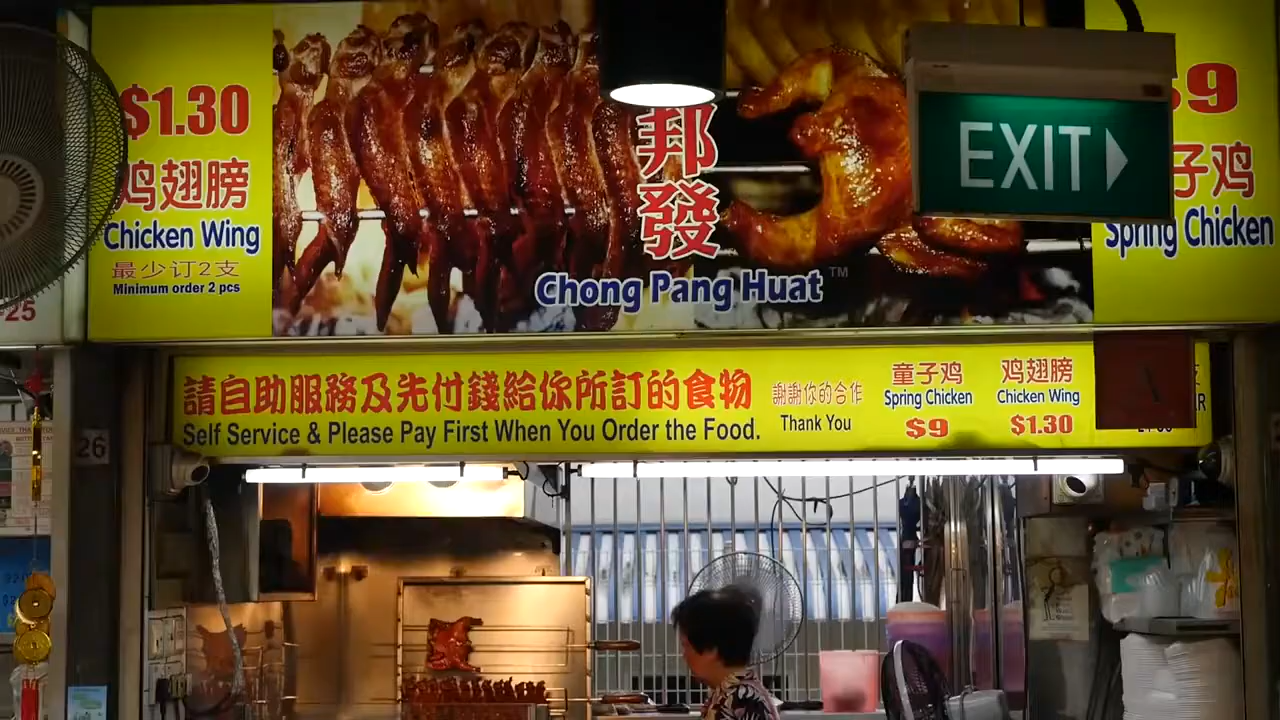 $1.30
鸡翅膀
Chicken Wing
最少订2支
Minimum order 2 pcs
邦
發
Chong Pang Huat™
EXIT
$9
子鸡
Spring Chicken
25
請自助服務及先付錢給你所訂的食物
Self Service & Please Pay First When You Order the Food.
謝謝你的合作
Thank You
童子鸡
Spring Chicken
$9
鸡翅膀
Chicken Wing
$1.30
26